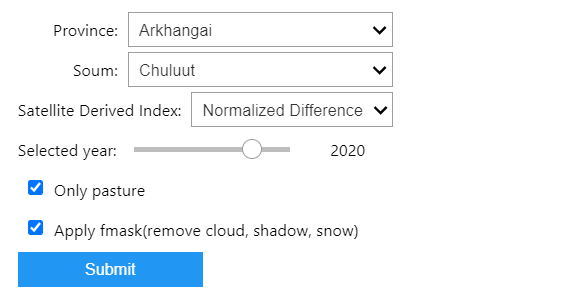 Province: Arkhangai
Soum: Chuluut
Satellite Derived Index: Normalized Difference
Selected year: 2020
Only pasture
Apply fmask(remove cloud, shadow, snow)
Submit